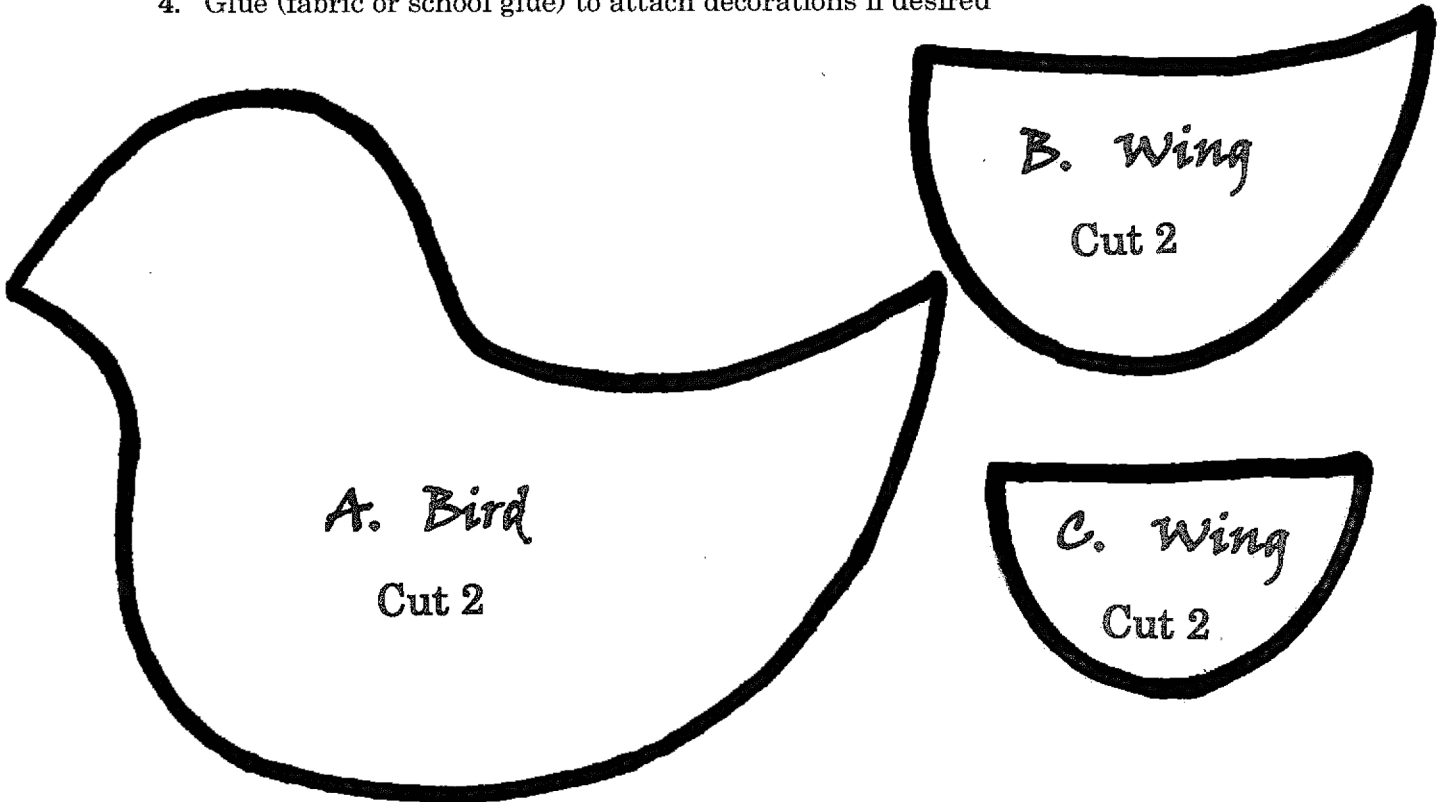 4. Glue (fabric or school glue) to attach decorations if desired
B. Wing
Cut 2
A. Bird
Cut 2
C. Wing
Cut 2